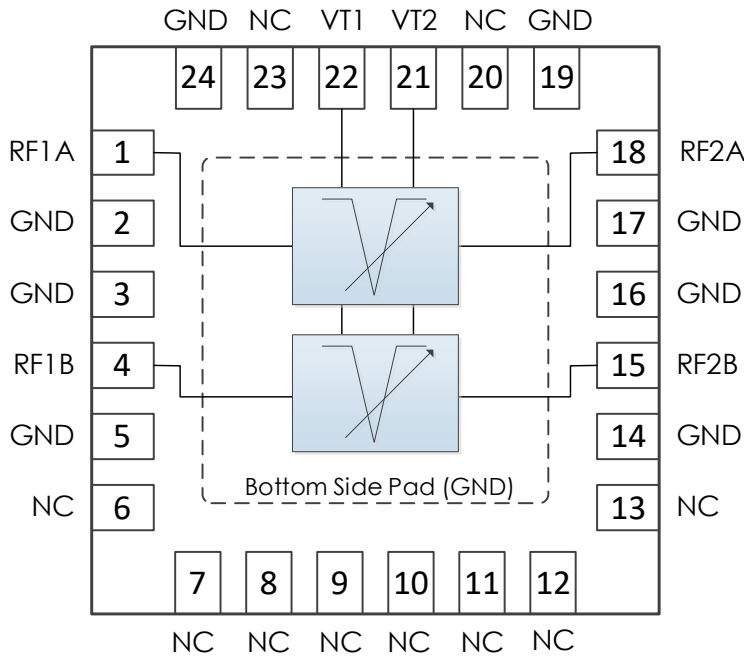 GND NC VT1 VT2 NC GND
24 23 22 21 20 19
RF1A 1 18 RF2A
GND 2 17 GND
GND 3 16 GND
RF1B 4 15 RF2B
GND 5 14 GND
Bottom Side Pad (GND)
NC 6 13 NC
7 8 9 10 11 12
NC NC NC NC NC NC